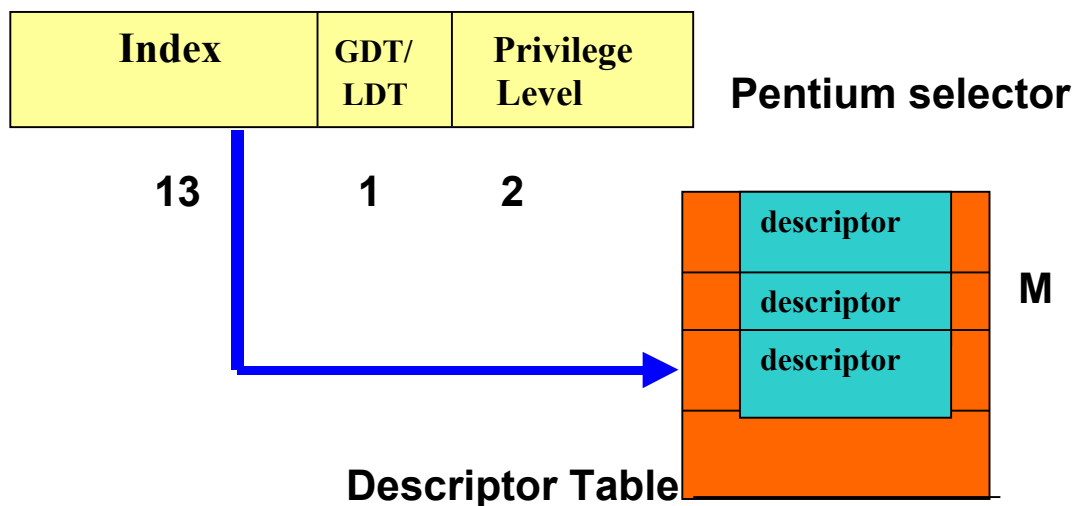 Index GDT/ Privilege
LDT Level
Pentium selector
13 1 2
descriptor
M
descriptor
descriptor
Descriptor Table